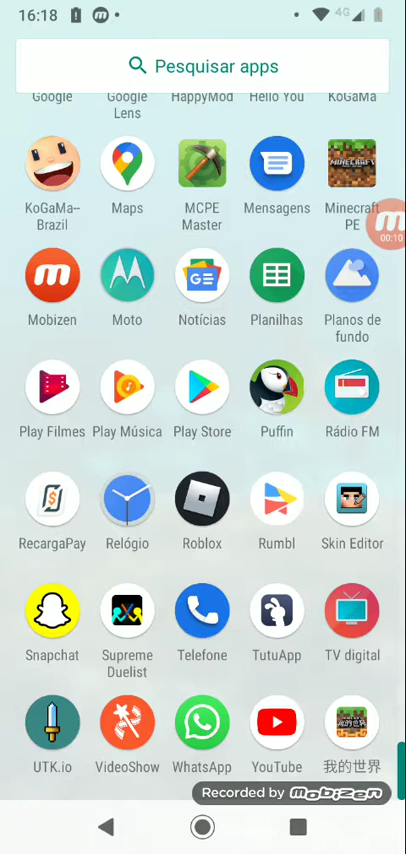 16:18
4G
Pesquisar apps
Google
Google Lens
HappyMod
Hello You
KoGaMa
KoGaMa–Brazil
Maps
MCPE Master
Mensagens
MINECRAFT
Minecraft PE
00:10
Mobizen
Moto
GE
Notícias
Planilhas
Planos de fundo
Play Filmes
Play Música
Play Store
Puffin
Rádio FM
RecargaPay
Relógio
Roblox
Rumbl
Skin Editor
Snapchat
Supreme Duelist
Telefone
TutuApp
TV digital
UTK.io
VideoShow
WhatsApp
YouTube
我的世界
Recorded by mobizen